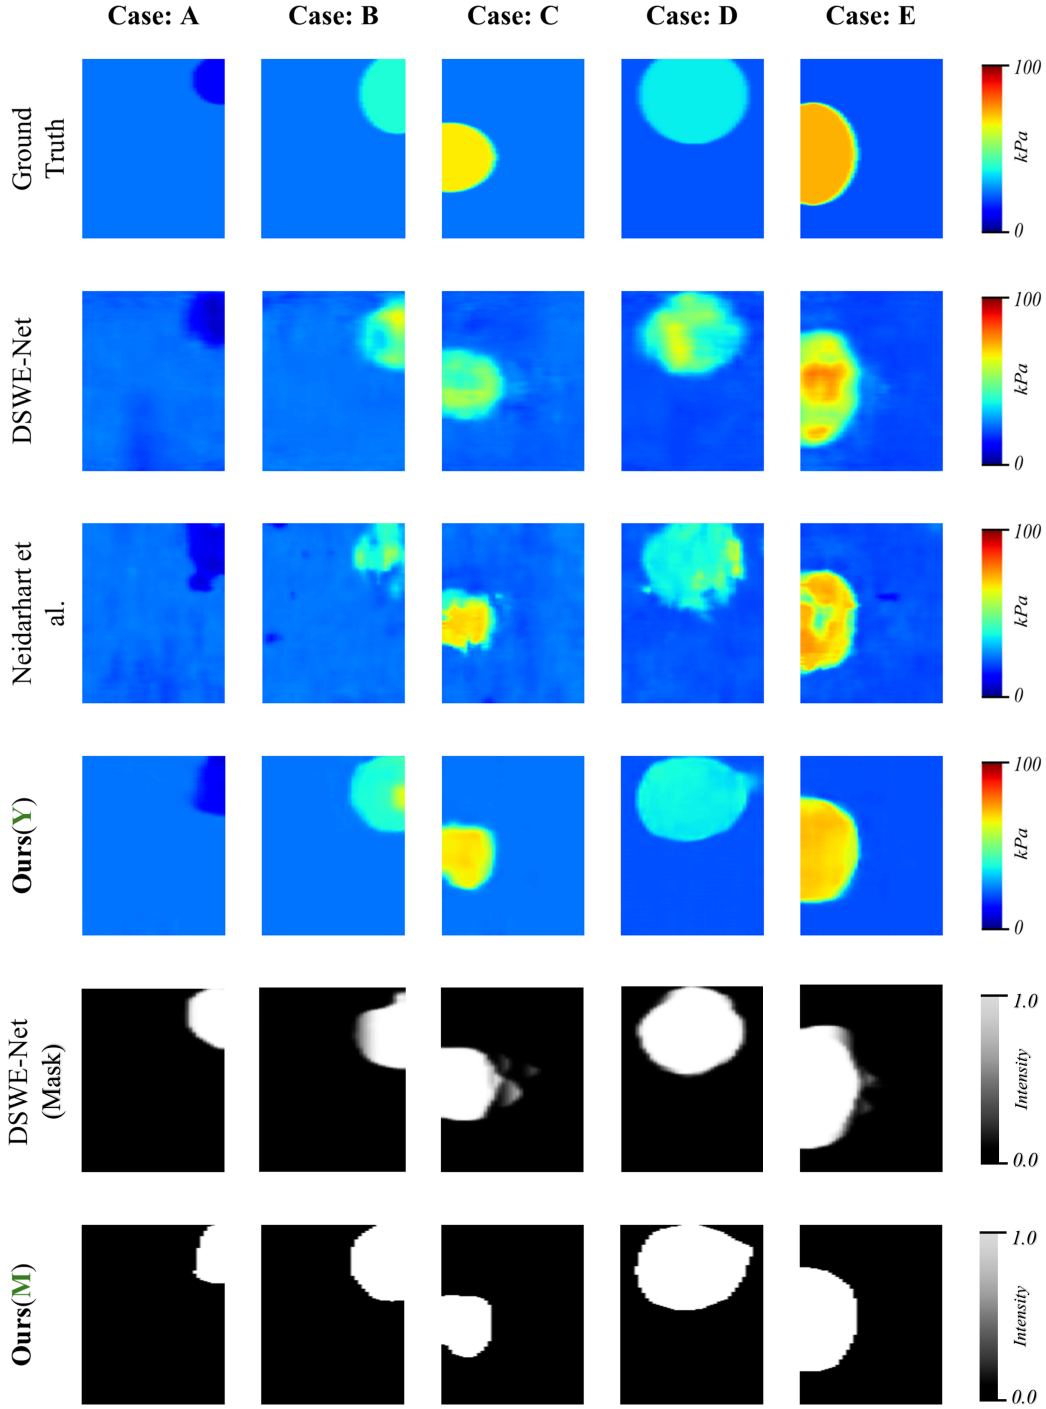 Case: A Case: B Case: C Case: D Case: E
Ground
Truth
100
kPa
0
DSWE-Net
100
kPa
0
Neidarhart et
al.
100
kPa
0
Ours(Y)
100
kPa
0
DSWE-Net
(Mask)
1.0
Intensity
0.0
Ours(M)
1.0
Intensity
0.0